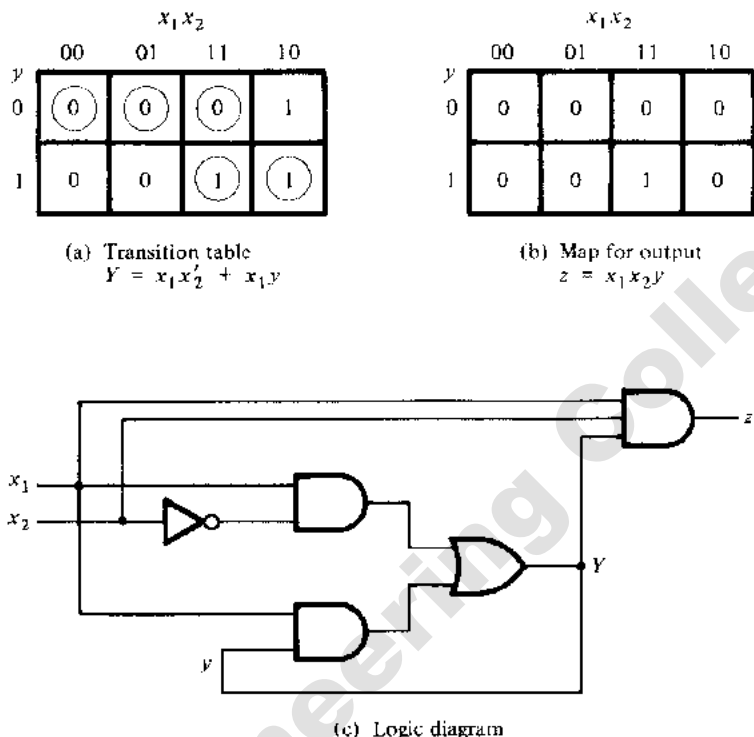 x₁x₂
00 01 11 10
y
0 0 0 0 1
1 0 0 1 1
(a) Transition table
Y = x₁x₂′ + x₁y
x₁x₂
00 01 11 10
y
0 0 0 0 0
1 0 0 1 0
(b) Map for output
z = x₁x₂y
z
x₁
x₂
Y
y
(c) Logic diagram